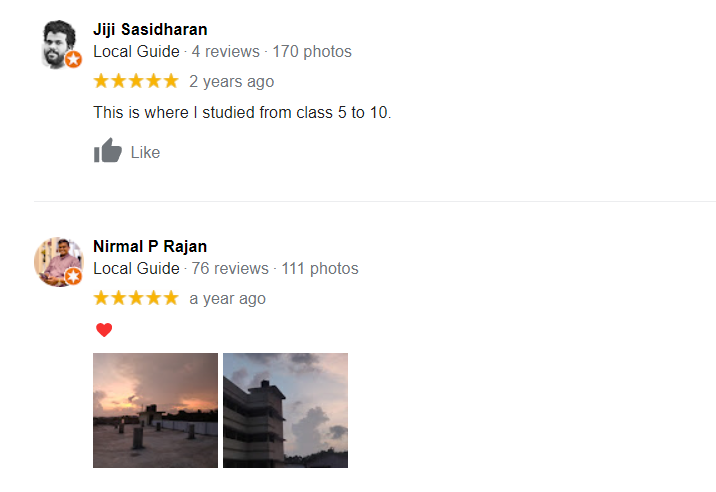 Jiji Sasidharan
Local Guide · 4 reviews · 170 photos
2 years ago
This is where I studied from class 5 to 10.
Like
Nirmal P Rajan
Local Guide · 76 reviews · 111 photos
a year ago